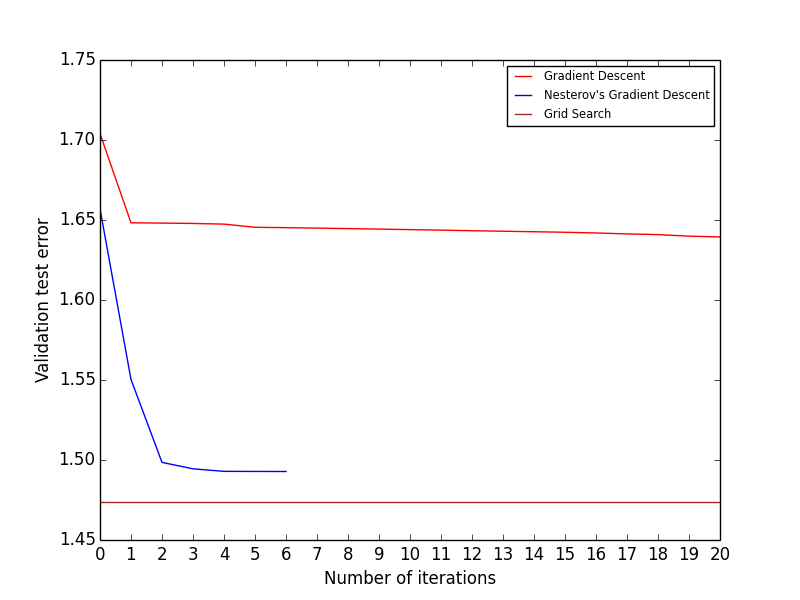 1.75
1.70
1.65
1.60
1.55
1.50
1.45
Validation test error
Gradient Descent
Nesterov's Gradient Descent
Grid Search
0 1 2 3 4 5 6 7 8 9 10 11 12 13 14 15 16 17 18 19 20
Number of iterations